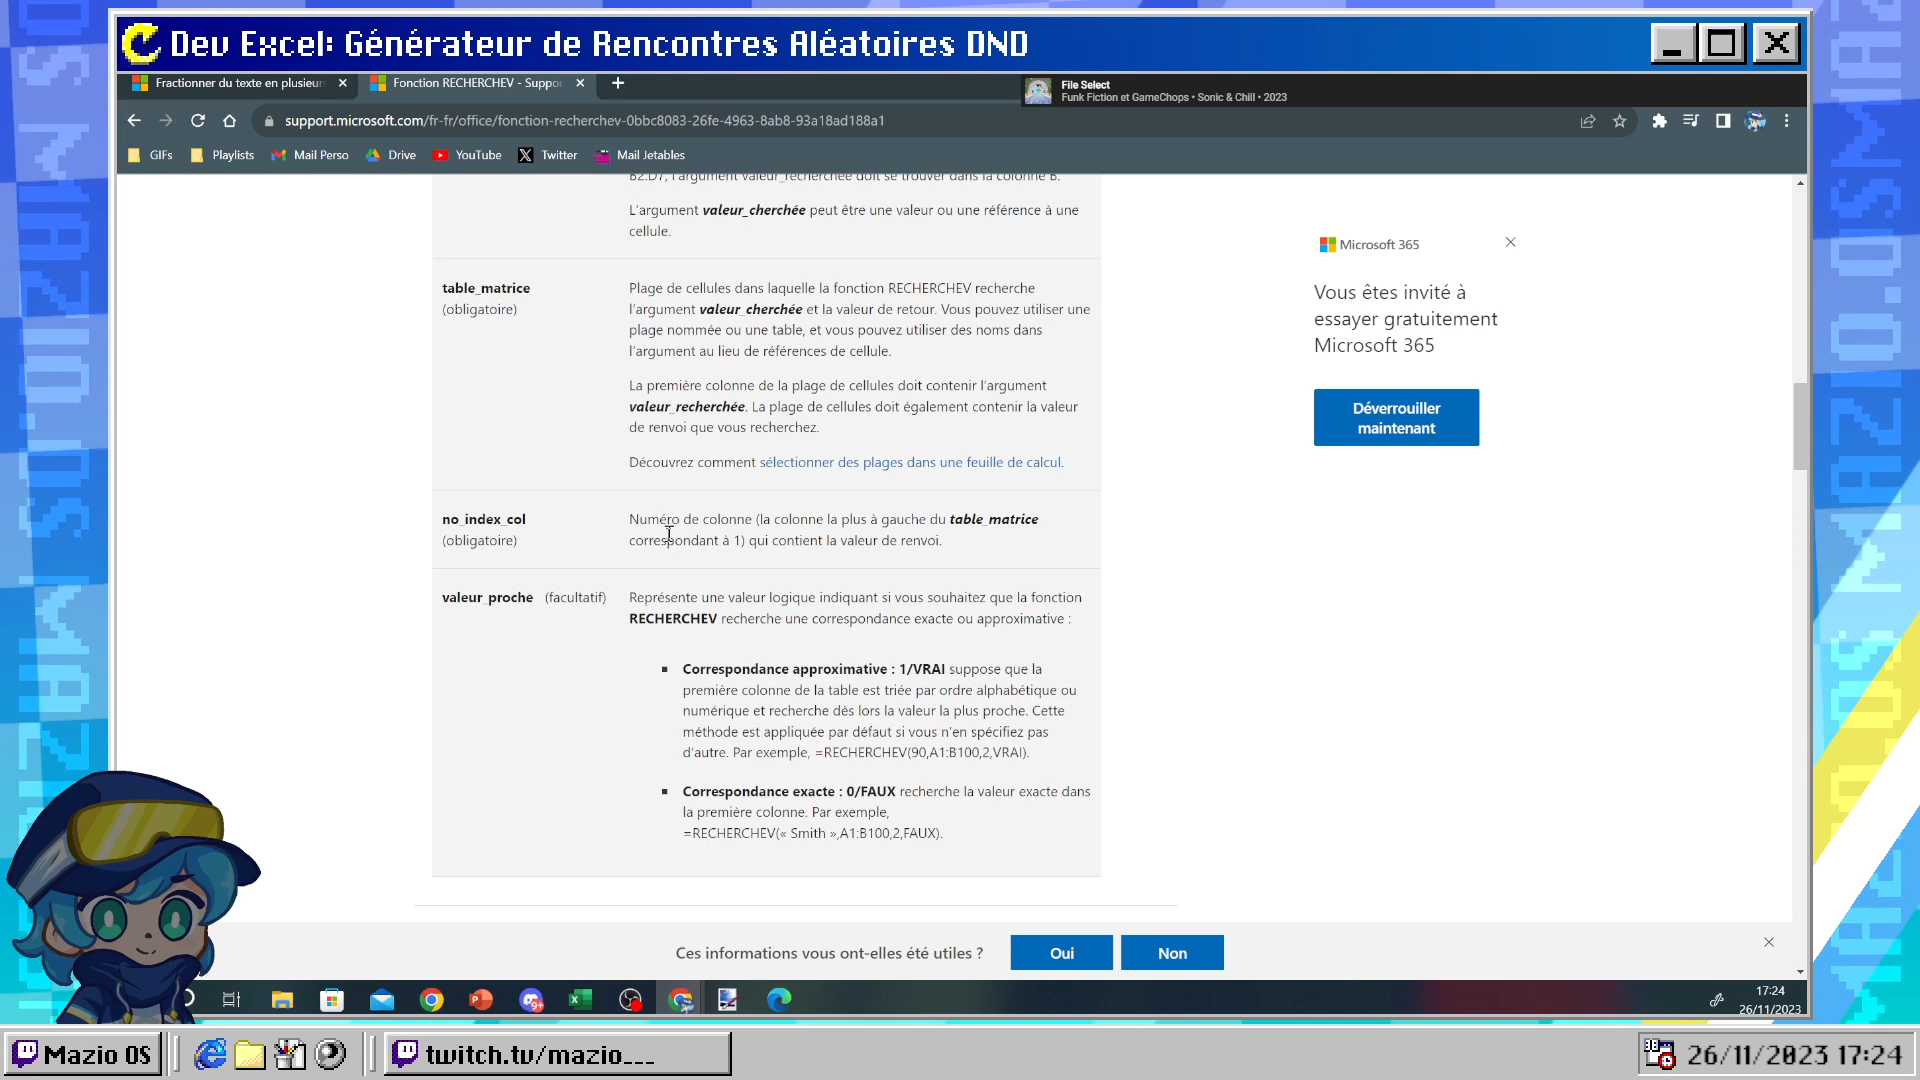 Dev Excel: Générateur de Rencontres Aléatoires DND
Fractionner du texte en plusieurs
Fonction RECHERCHEV - Suppo
File Select
Funk Fiction et GameChops • Sonic & Chill • 2023
support.microsoft.com/fr-fr/office/fonction-recherchev-0bbc8083-26fe-4963-8ab8-93a18ad188a1
GIFs
Playlists
Mail Perso
Drive
YouTube
Twitter
Mail Jetables
B2:D7, l'argument valeur_recherchée doit se trouver dans la colonne B.
L'argument valeur_cherchée peut être une valeur ou une référence à une
cellule.
table_matrice
(obligatoire)
Plage de cellules dans laquelle la fonction RECHERCHEV recherche
l'argument valeur_cherchée et la valeur de retour. Vous pouvez utiliser une
plage nommée ou une table, et vous pouvez utiliser des noms dans
l'argument au lieu de références de cellule.
La première colonne de la plage de cellules doit contenir l'argument
valeur_recherchée. La plage de cellules doit également contenir la valeur
de renvoi que vous recherchez.
Découvrez comment sélectionner des plages dans une feuille de calcul.
no_index_col
(obligatoire)
Numéro de colonne (la colonne la plus à gauche du table_matrice
correspondant à 1) qui contient la valeur de renvoi.
valeur_proche (facultatif)
Représente une valeur logique indiquant si vous souhaitez que la fonction
RECHERCHEV recherche une correspondance exacte ou approximative :
Correspondance approximative : 1/VRAI suppose que la
première colonne de la table est triée par ordre alphabétique ou
numérique et recherche dès lors la valeur la plus proche. Cette
méthode est appliquée par défaut si vous n'en spécifiez pas
d'autre. Par exemple, =RECHERCHEV(90,A1:B100,2,VRAI).
Correspondance exacte : 0/FAUX recherche la valeur exacte dans
la première colonne. Par exemple,
=RECHERCHEV(« Smith »,A1:B100,2,FAUX).
Microsoft 365
Vous êtes invité à
essayer gratuitement
Microsoft 365
Déverrouiller
maintenant
Ces informations vous ont-elles été utiles ?
Oui
Non
17:24
26/11/2023
Mazio OS
twitch.tv/mazio___
26/11/2023 17:24